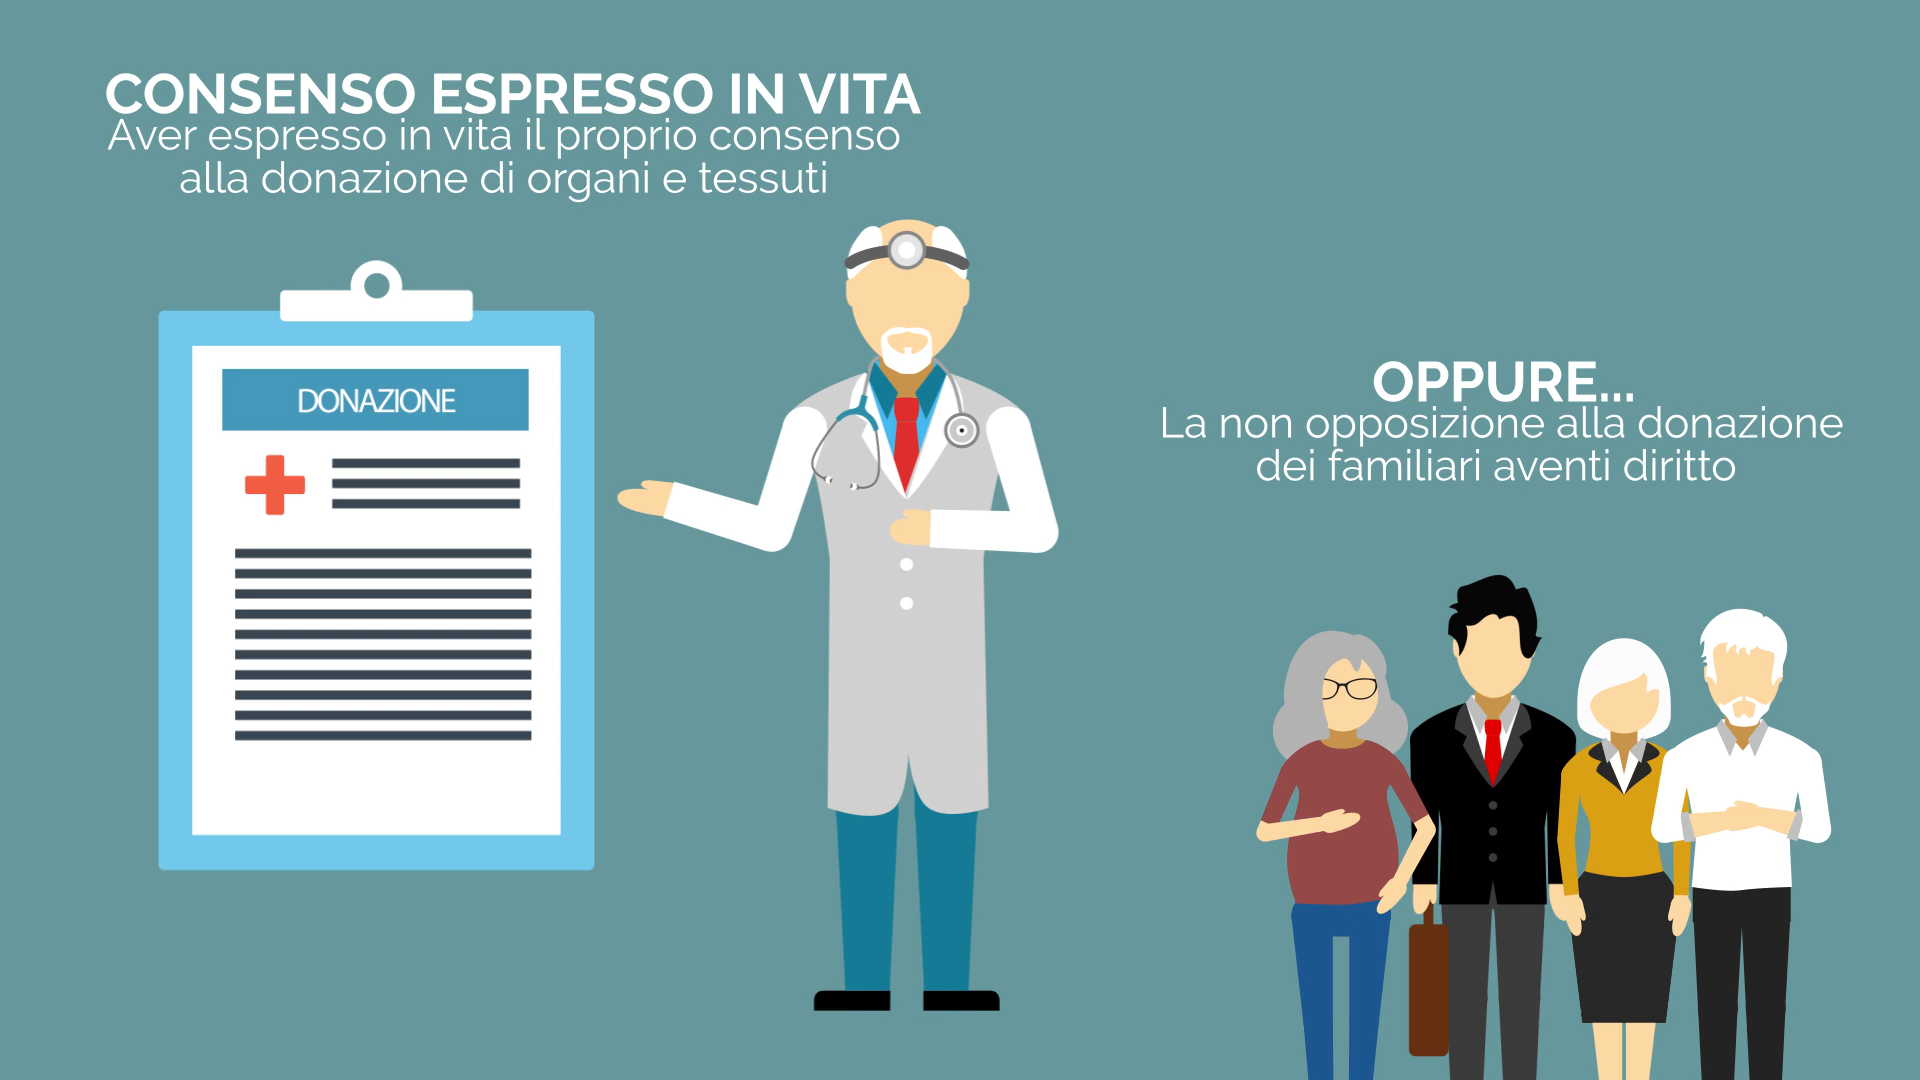 CONSENSO ESPRESSO IN VITA
Aver espresso in vita il proprio consenso
alla donazione di organi e tessuti
DONAZIONE
OPPURE...
La non opposizione alla donazione
dei familiari aventi diritto